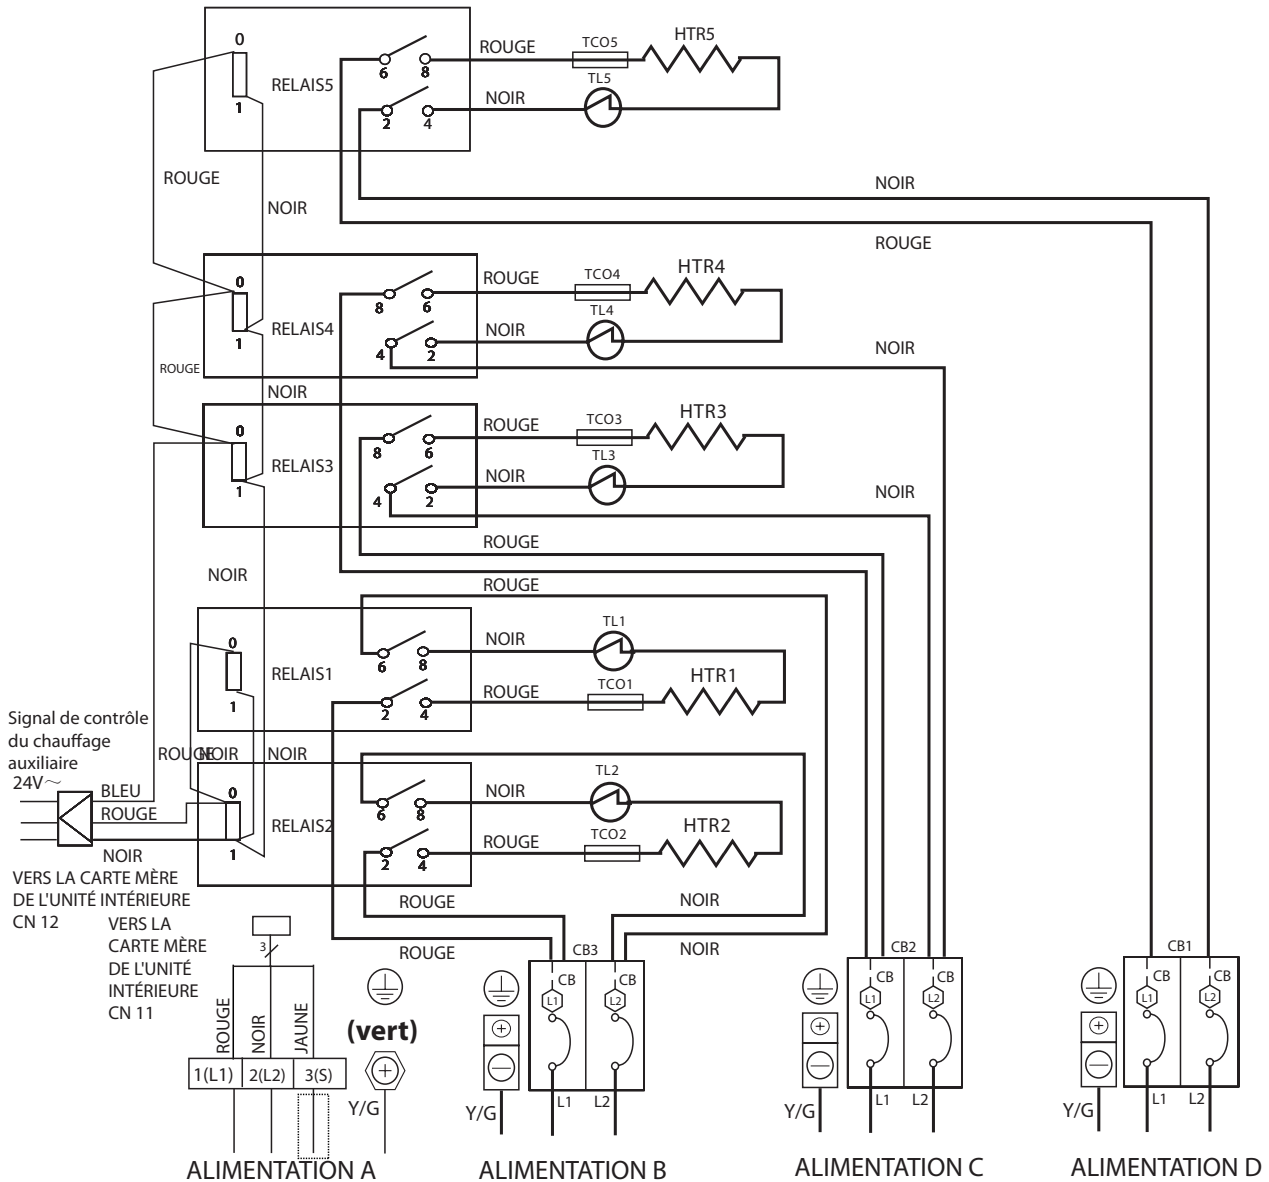 0
1
RELAIS5
6
8
2
4
ROUGE
NOIR
TCO5
HTR5
TL5
ROUGE
NOIR
NOIR
ROUGE
0
1
RELAIS4
8
6
4
2
ROUGE
NOIR
TCO4
HTR4
TL4
NOIR
ROUGE
NOIR
0
1
RELAIS3
8
6
4
2
ROUGE
NOIR
TCO3
HTR3
TL3
NOIR
ROUGE
NOIR
ROUGE
0
1
RELAIS1
6
8
2
4
NOIR
ROUGE
TL1
TCO1
HTR1
Signal de contrôle
du chauffage
auxiliaire
24V~
ROUGE
NOIR
NOIR
BLEU
ROUGE
NOIR
0
1
RELAIS2
6
8
2
4
NOIR
ROUGE
TL2
TCO2
HTR2
VERS LA CARTE MÈRE
DE L'UNITÉ INTÉRIEURE
CN 12
VERS LA
CARTE MÈRE
DE L'UNITÉ
INTÉRIEURE
CN 11
ROUGE
NOIR
ROUGE
NOIR
3
ROUGE
NOIR
JAUNE
1(L1)
2(L2)
3(S)
(vert)
Y/G
ALIMENTATION A
CB3
CB
CB
L1
L2
Y/G
L1
L2
ALIMENTATION B
CB2
CB
CB
L1
L2
Y/G
L1
L2
ALIMENTATION C
CB1
CB
CB
L1
L2
Y/G
L1
L2
ALIMENTATION D